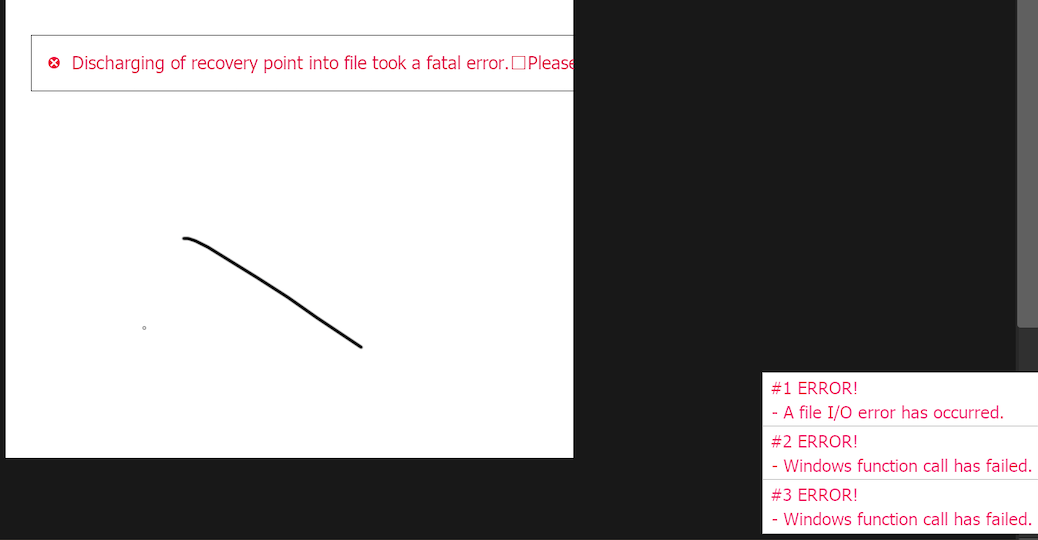 Discharging of recovery point into file took a fatal error.□Please
#1 ERROR!
- A file I/O error has occurred.
#2 ERROR!
- Windows function call has failed.
#3 ERROR!
- Windows function call has failed.